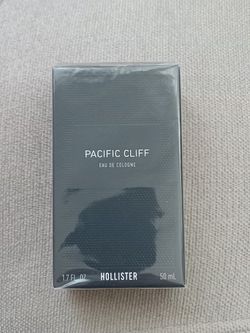 PACIFIC CLIFF
EAU DE COLOGNE
1.7 FL. OZ HOLLISTER 50 mL